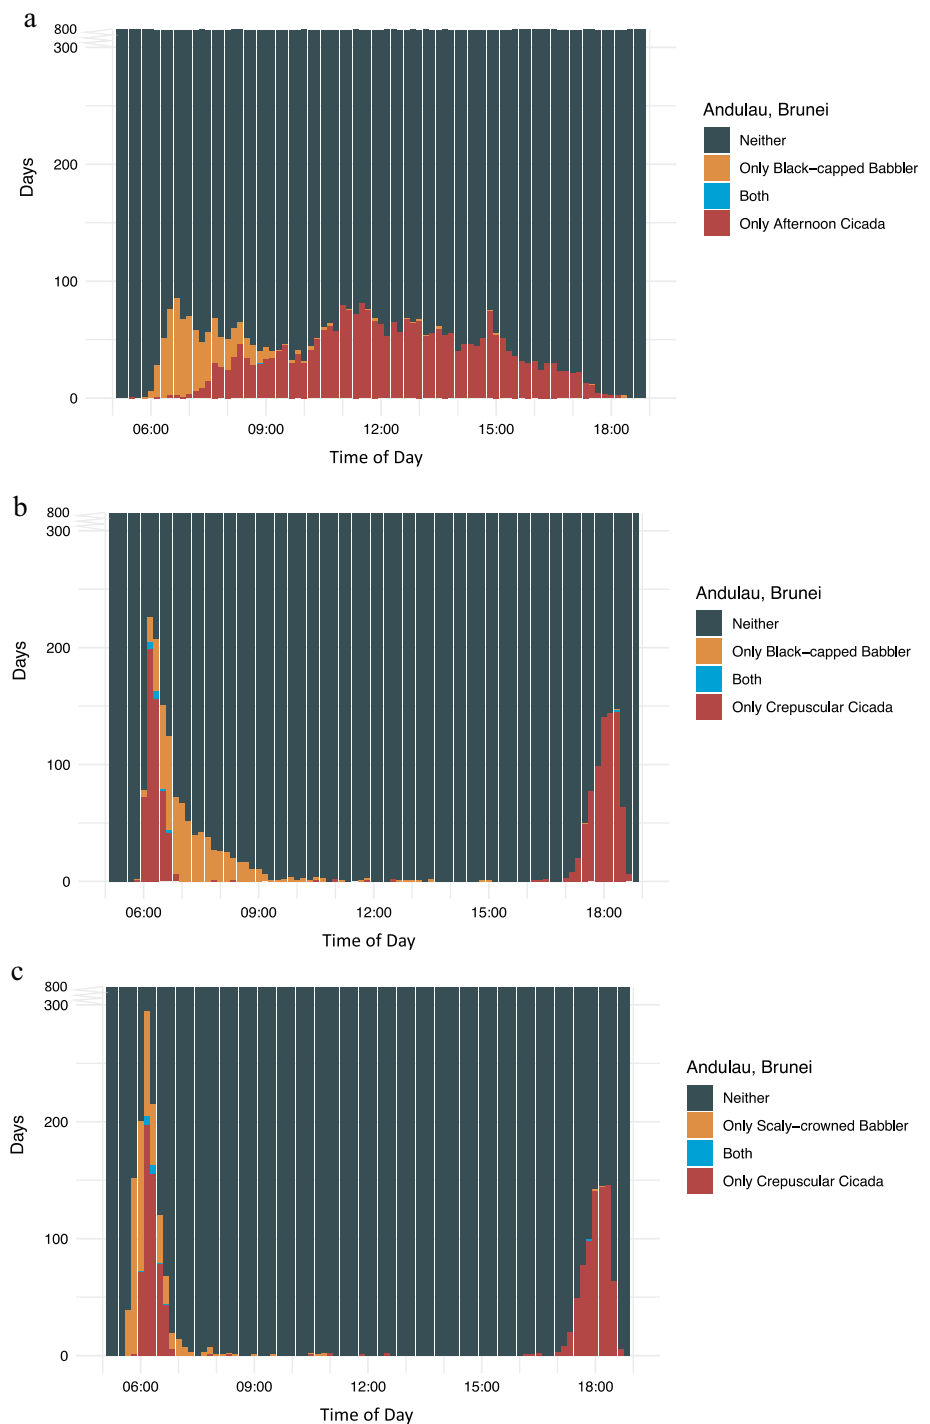 a
800
300
200
100
0
Days
06:00 09:00 12:00 15:00 18:00
Time of Day
Andulau, Brunei
Neither
Only Black−capped Babbler
Both
Only Afternoon Cicada
b
800
300
200
100
0
Days
06:00 09:00 12:00 15:00 18:00
Time of Day
Andulau, Brunei
Neither
Only Black−capped Babbler
Both
Only Crepuscular Cicada
c
800
300
200
100
0
Days
06:00 09:00 12:00 15:00 18:00
Time of Day
Andulau, Brunei
Neither
Only Scaly−crowned Babbler
Both
Only Crepuscular Cicada